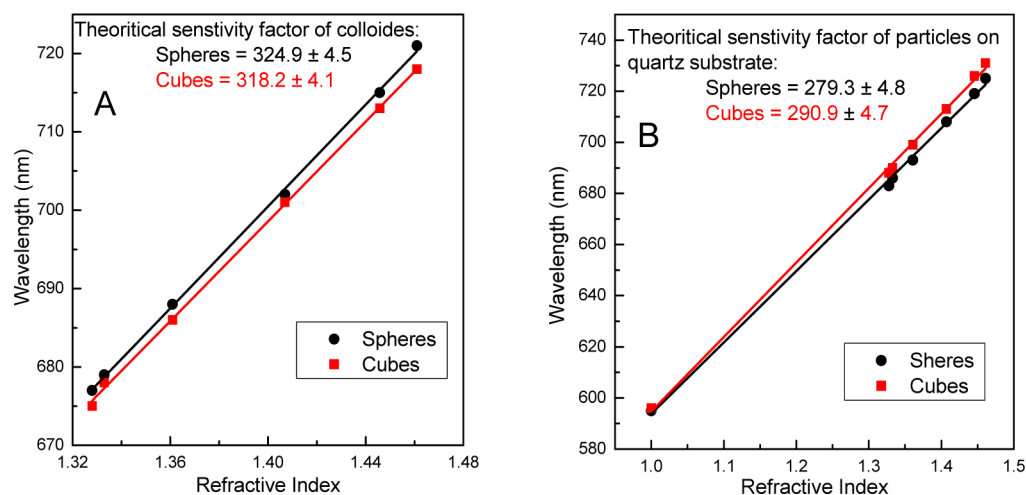 Theoritical senstivity factor of colloides:
Spheres = 324.9 ± 4.5
Cubes = 318.2 ± 4.1
A
720
710
700
690
680
670
Wavelength (nm)
Spheres
Cubes
1.32
1.36
1.40
1.44
1.48
Refractive Index
Theoritical senstivity factor of particles on
quartz substrate:
Spheres = 279.3 ± 4.8
Cubes = 290.9 ± 4.7
B
740
720
700
680
660
640
620
600
580
Wavelength (nm)
Sheres
Cubes
1.0
1.1
1.2
1.3
1.4
1.5
Refractive Index